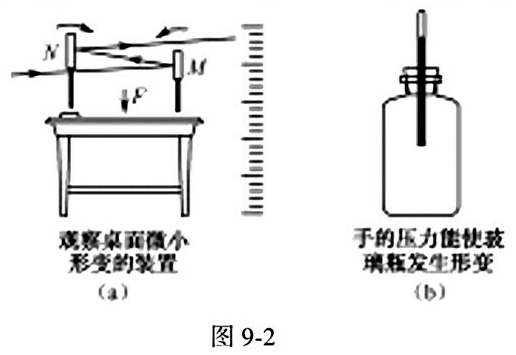 N
M
F
观察桌面微小
形变的装置
(a)
手的压力能使玻
璃瓶发生形变
(b)
图 9-2